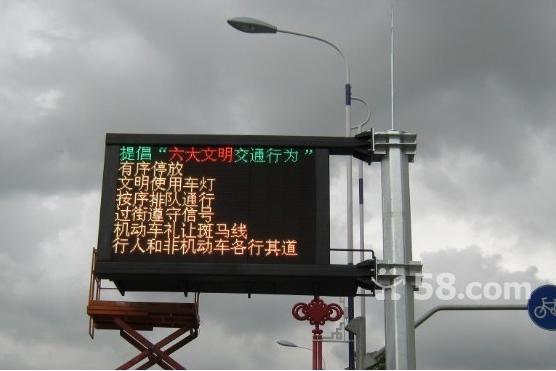 提倡“六大文明交通行为”
有序停放
文明使用车灯
按序排队通行
过街遵守信号
机动车礼让斑马线
行人和非机动车各行其道
58.com